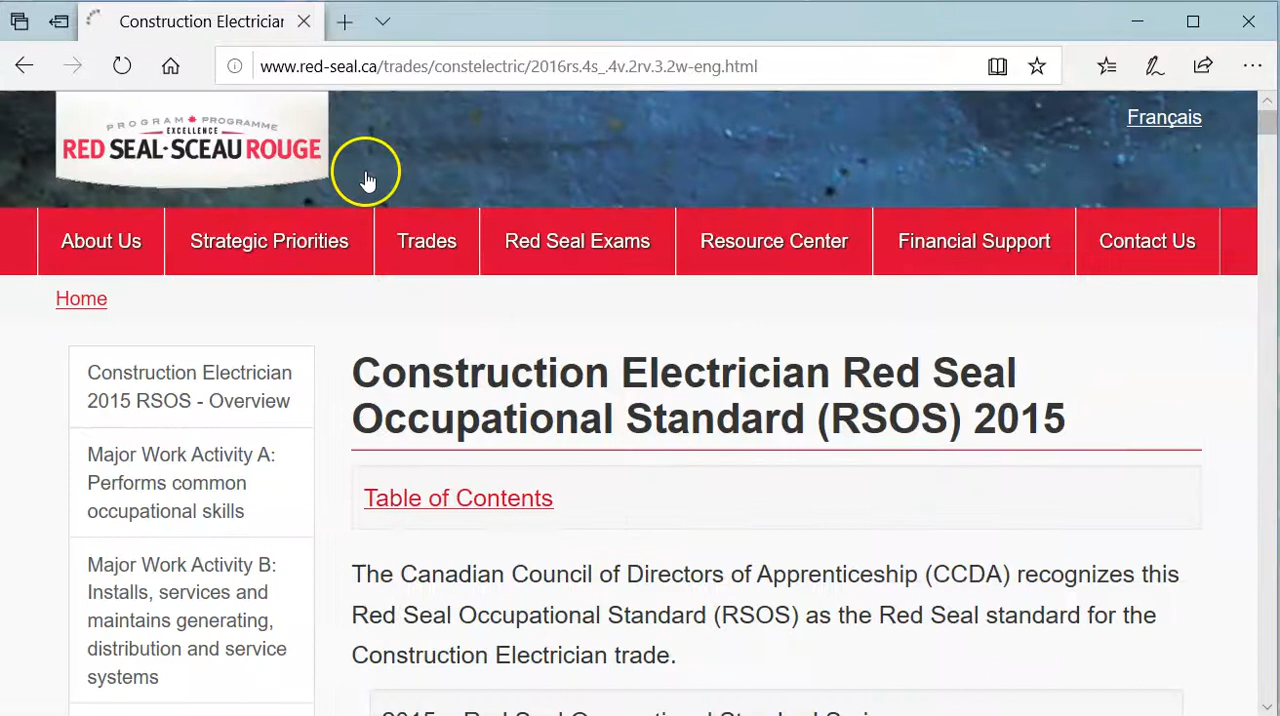 Construction Electriciar
www.red-seal.ca/trades/constelectric/2016rs.4s_.4v.2rv.3.2w-eng.html
PROGRAM PROGRAMME
EXCELLENCE
RED SEAL·SCEAU ROUGE
Français
About Us
Strategic Priorities
Trades
Red Seal Exams
Resource Center
Financial Support
Contact Us
Home
Construction Electrician
2015 RSOS - Overview
Major Work Activity A:
Performs common
occupational skills
Major Work Activity B:
Installs, services and
maintains generating,
distribution and service
systems
Construction Electrician Red Seal
Occupational Standard (RSOS) 2015
Table of Contents
The Canadian Council of Directors of Apprenticeship (CCDA) recognizes this
Red Seal Occupational Standard (RSOS) as the Red Seal standard for the
Construction Electrician trade.